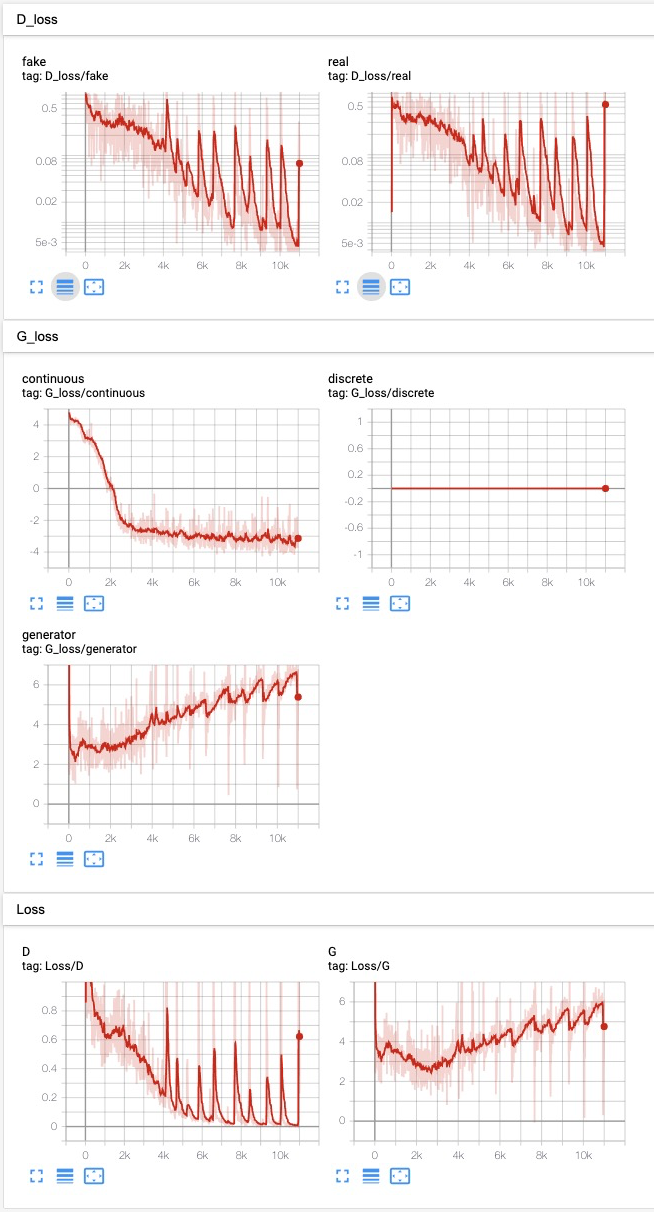 D_loss
fake
tag: D_loss/fake
0.5
0.08
0.02
5e-3
0 2k 4k 6k 8k 10k
real
tag: D_loss/real
0.5
0.08
0.02
5e-3
0 2k 4k 6k 8k 10k
G_loss
continuous
tag: G_loss/continuous
4
2
0
-2
-4
0 2k 4k 6k 8k 10k
discrete
tag: G_loss/discrete
1
0.6
0.2
-0.2
-0.6
-1
0 2k 4k 6k 8k 10k
generator
tag: G_loss/generator
6
4
2
0
0 2k 4k 6k 8k 10k
Loss
D
tag: Loss/D
0.8
0.6
0.4
0.2
0
0 2k 4k 6k 8k 10k
G
tag: Loss/G
6
4
2
0
0 2k 4k 6k 8k 10k